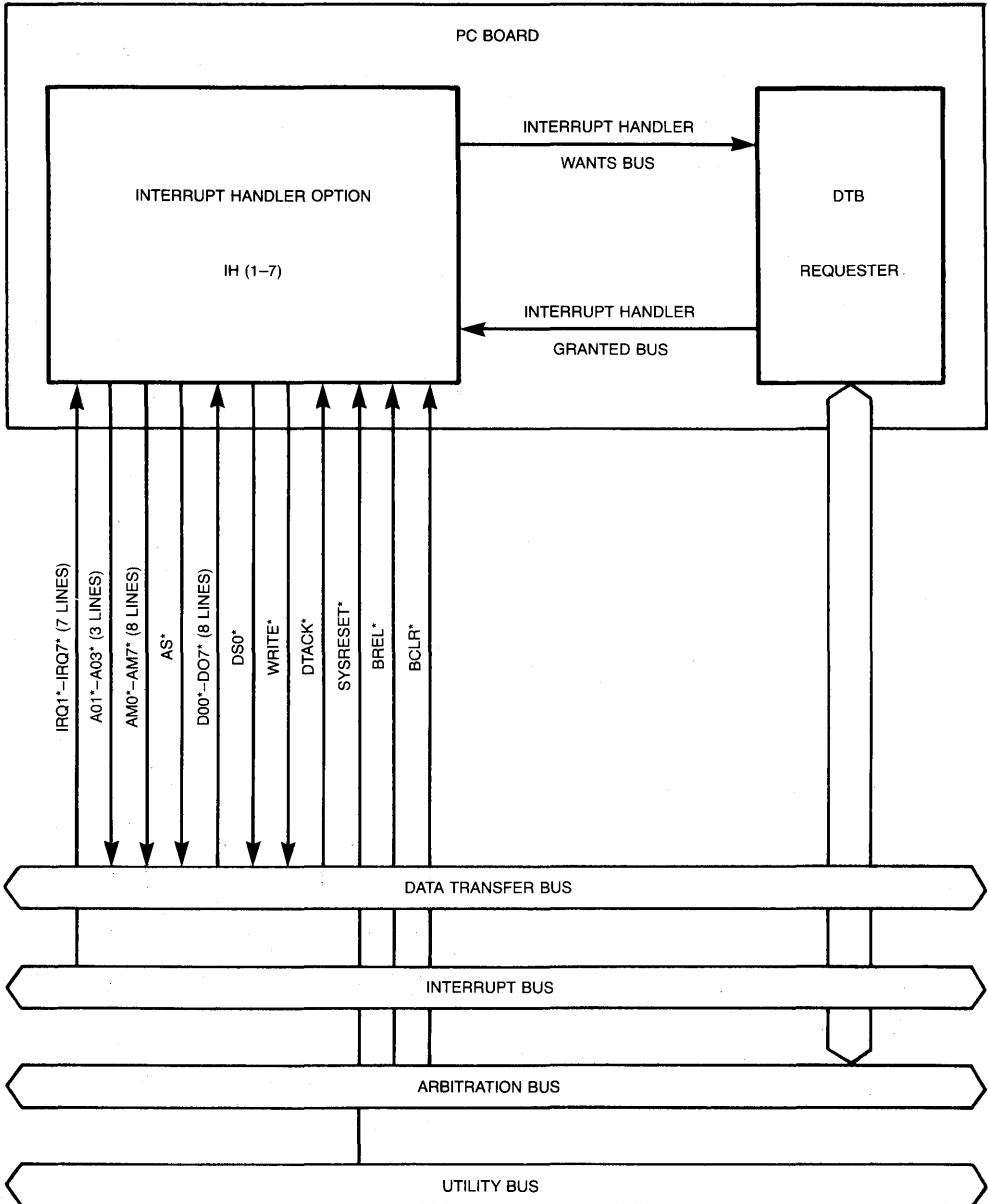 PC BOARD
INTERRUPT HANDLER OPTION
IH (1–7)
INTERRUPT HANDLER
WANTS BUS
INTERRUPT HANDLER
GRANTED BUS
DTB
REQUESTER
IRQ1*–IRQ7* (7 LINES)
A01*–A03* (3 LINES)
AM0*–AM7* (8 LINES)
AS*
D00*–DO7* (8 LINES)
DS0*
WRITE*
DTACK*
SYSRESET*
BREL*
BCLR*
DATA TRANSFER BUS
INTERRUPT BUS
ARBITRATION BUS
UTILITY BUS